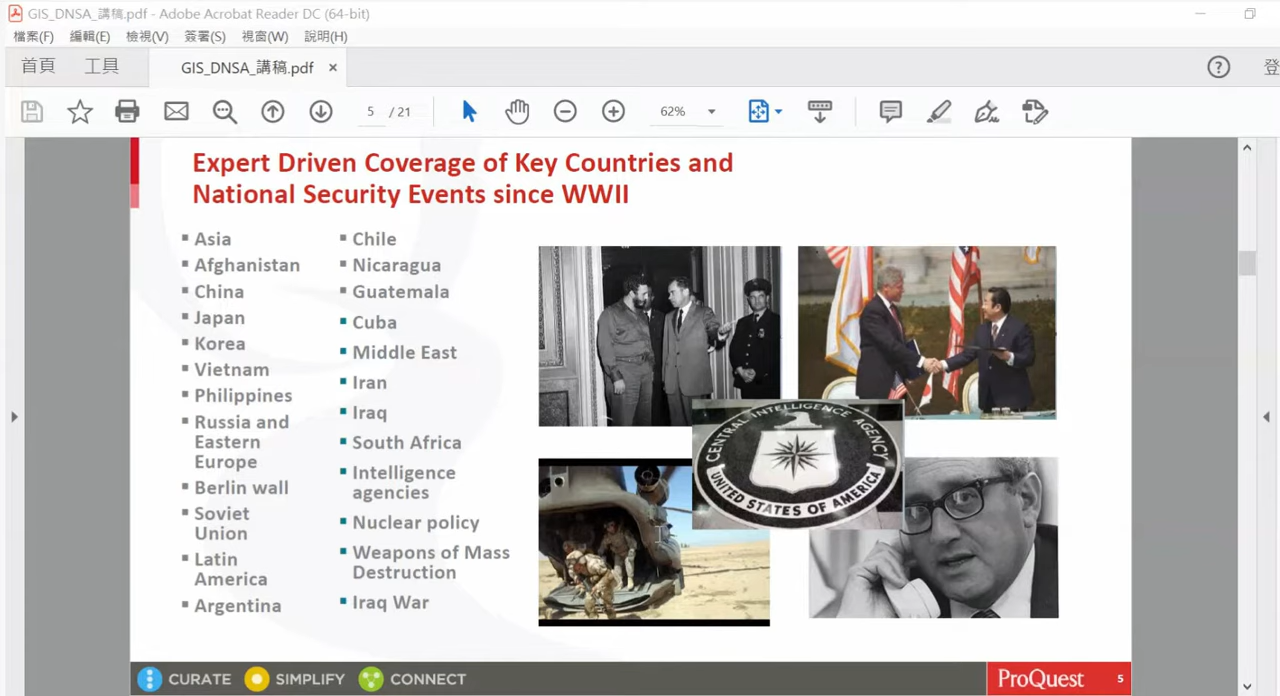 GIS_DNSA_講稿.pdf - Adobe Acrobat Reader DC (64-bit)
檔案(F) 編輯(E) 檢視(V) 簽署(S) 視窗(W) 說明(H)
首頁 工具 GIS_DNSA_講稿.pdf × ? 登
5 / 21 62%
Expert Driven Coverage of Key Countries and
National Security Events since WWII
Asia
Afghanistan
China
Japan
Korea
Vietnam
Philippines
Russia and
Eastern
Europe
Berlin wall
Soviet
Union
Latin
America
Argentina
Chile
Nicaragua
Guatemala
Cuba
Middle East
Iran
Iraq
South Africa
Intelligence
agencies
Nuclear policy
Weapons of Mass
Destruction
Iraq War
CENTRAL INTELLIGENCE AGENCY
UNITED STATES OF AMERICA
CURATE SIMPLIFY CONNECT
ProQuest 5